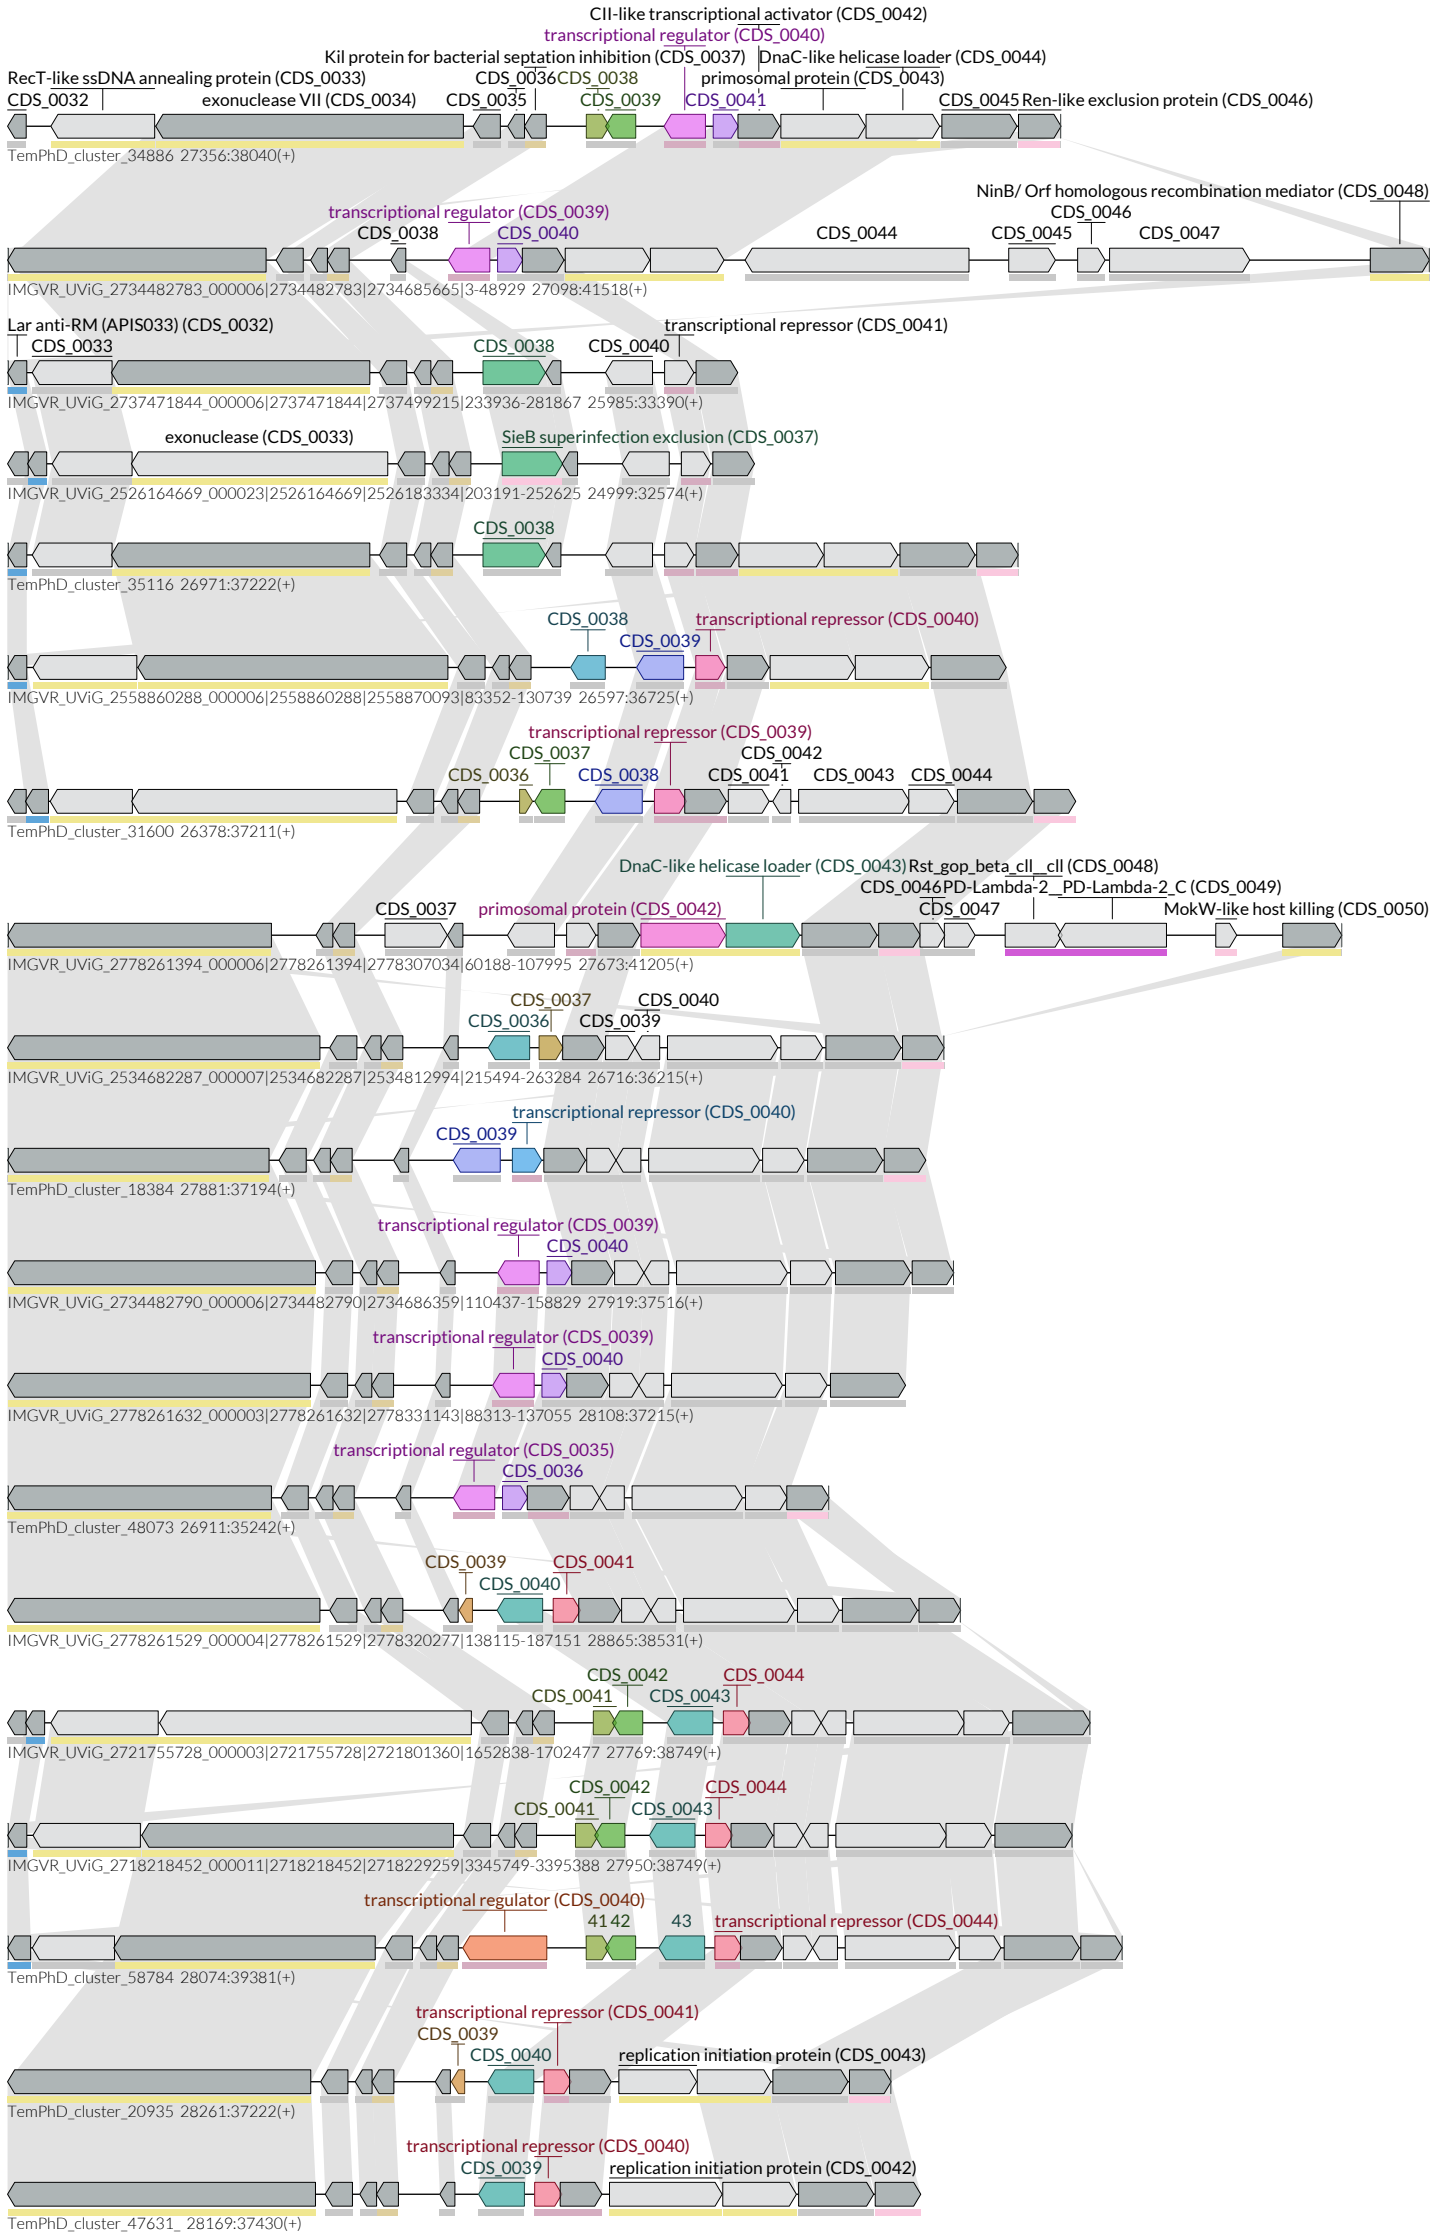 CII-like transcriptional activator (CDS_0042)
transcriptional regulator (CDS_0040)
Kil protein for bacterial septation inhibition (CDS_0037) DnaC-like helicase loader (CDS_0044)
RecT-like ssDNA annealing protein (CDS_0033) CDS_0036 CDS_0038 primosomal protein (CDS_0043)
CDS_0032 exonuclease VII (CDS_0034) CDS_0035 CDS_0039 CDS_0041 CDS_0045 Ren-like exclusion protein (CDS_0046)
TemPhD_cluster_34886 27356:38040(+)
NinB/ Orf homologous recombination mediator (CDS_0048)
transcriptional regulator (CDS_0039) CDS_0046
CDS_0038 CDS_0040 CDS_0044 CDS_0045 CDS_0047
IMGVR_UViG_2734482783_000006|2734482783|2734685665|3-48929 27098:41518(+)
Lar anti-RM (APIS033) (CDS_0032) transcriptional repressor (CDS_0041)
CDS_0033 CDS_0038 CDS_0040
IMGVR_UViG_2737471844_000006|2737471844|2737499215|233936-281867 25985:33390(+)
exonuclease (CDS_0033) SieB superinfection exclusion (CDS_0037)
IMGVR_UViG_2526164669_000023|2526164669|2526183334|203191-252625 24999:32574(+)
CDS_0038
TemPhD_cluster_35116 26971:37222(+)
CDS_0038 transcriptional repressor (CDS_0040)
CDS_0039
IMGVR_UViG_2558860288_000006|2558860288|2558870093|83352-130739 26597:36725(+)
transcriptional repressor (CDS_0039)
CDS_0037 CDS_0042
CDS_0036 CDS_0038 CDS_0041 CDS_0043 CDS_0044
TemPhD_cluster_31600 26378:37211(+)
DnaC-like helicase loader (CDS_0043) Rst_gop_beta_cll__cll (CDS_0048)
CDS_0046 PD-Lambda-2__PD-Lambda-2_C (CDS_0049)
CDS_0037 primosomal protein (CDS_0042) CDS_0047 MokW-like host killing (CDS_0050)
IMGVR_UViG_2778261394_000006|2778261394|2778307034|60188-107995 27673:41205(+)
CDS_0037 CDS_0040
CDS_0036 CDS_0039
IMGVR_UViG_2534682287_000007|2534682287|2534812994|215494-263284 26716:36215(+)
transcriptional repressor (CDS_0040)
CDS_0039
TemPhD_cluster_18384 27881:37194(+)
transcriptional regulator (CDS_0039)
CDS_0040
IMGVR_UViG_2734482790_000006|2734482790|2734686359|110437-158829 27919:37516(+)
transcriptional regulator (CDS_0039)
CDS_0040
IMGVR_UViG_2778261632_000003|2778261632|2778331143|88313-137055 28108:37215(+)
transcriptional regulator (CDS_0035)
CDS_0036
TemPhD_cluster_48073 26911:35242(+)
CDS_0039 CDS_0041
CDS_0040
IMGVR_UViG_2778261529_000004|2778261529|2778320277|138115-187151 28865:38531(+)
CDS_0042 CDS_0044
CDS_0041 CDS_0043
IMGVR_UViG_2721755728_000003|2721755728|2721801360|1652838-1702477 27769:38749(+)
CDS_0042 CDS_0044
CDS_0041 CDS_0043
IMGVR_UViG_2718218452_000011|2718218452|2718229259|3345749-3395388 27950:38749(+)
transcriptional regulator (CDS_0040)
41 42 43 transcriptional repressor (CDS_0044)
TemPhD_cluster_58784 28074:39381(+)
transcriptional repressor (CDS_0041)
CDS_0039
CDS_0040 replication initiation protein (CDS_0043)
TemPhD_cluster_20935 28261:37222(+)
transcriptional repressor (CDS_0040)
CDS_0039 replication initiation protein (CDS_0042)
TemPhD_cluster_47631_ 28169:37430(+)